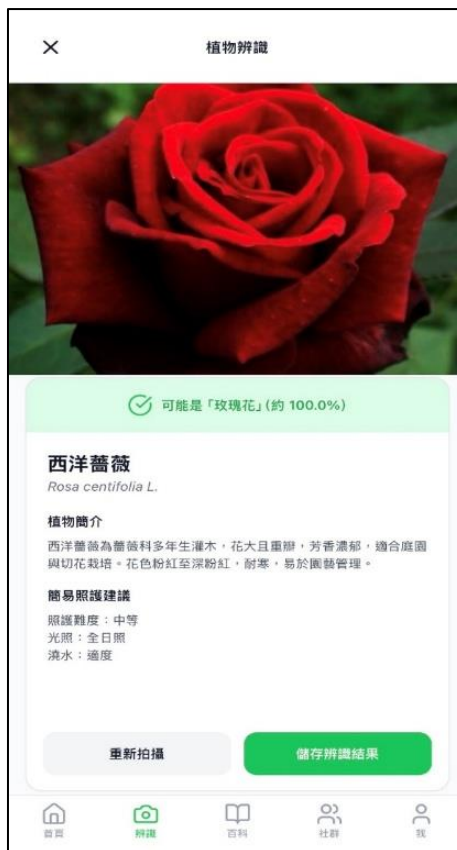 植物辨識
可能是「玫瑰花」(約 100.0%)
西洋薔薇
Rosa centifolia L.
植物簡介
西洋薔薇為薔薇科多年生灌木，花大且重瓣，芳香濃郁，適合庭園
與切花栽培。花色粉紅至深粉紅，耐寒，易於園藝管理。
簡易照護建議
照護難度：中等
光照：全日照
澆水：適度
重新拍攝
儲存辨識結果
首頁
辨識
百科
社群
我